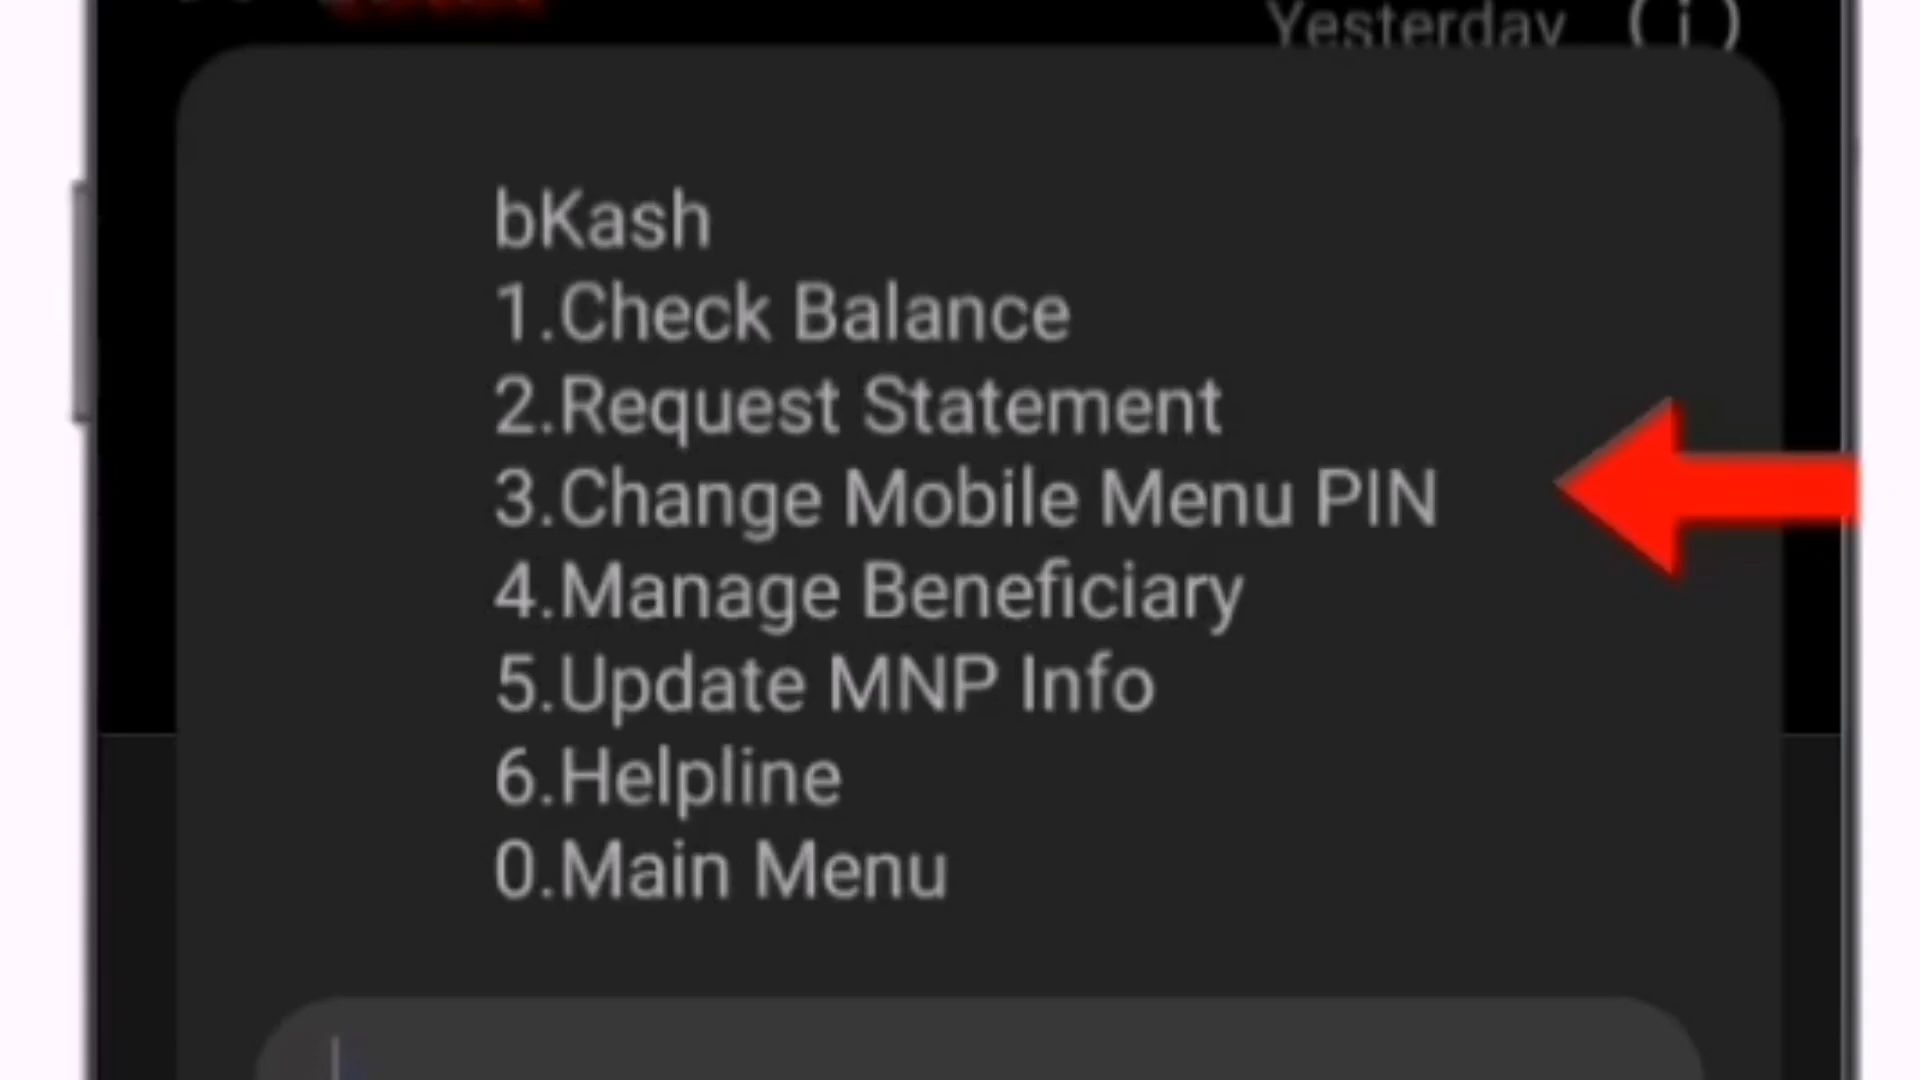 Yesterday
bKash
1.Check Balance
2.Request Statement
3.Change Mobile Menu PIN
4.Manage Beneficiary
5.Update MNP Info
6.Helpline
0.Main Menu